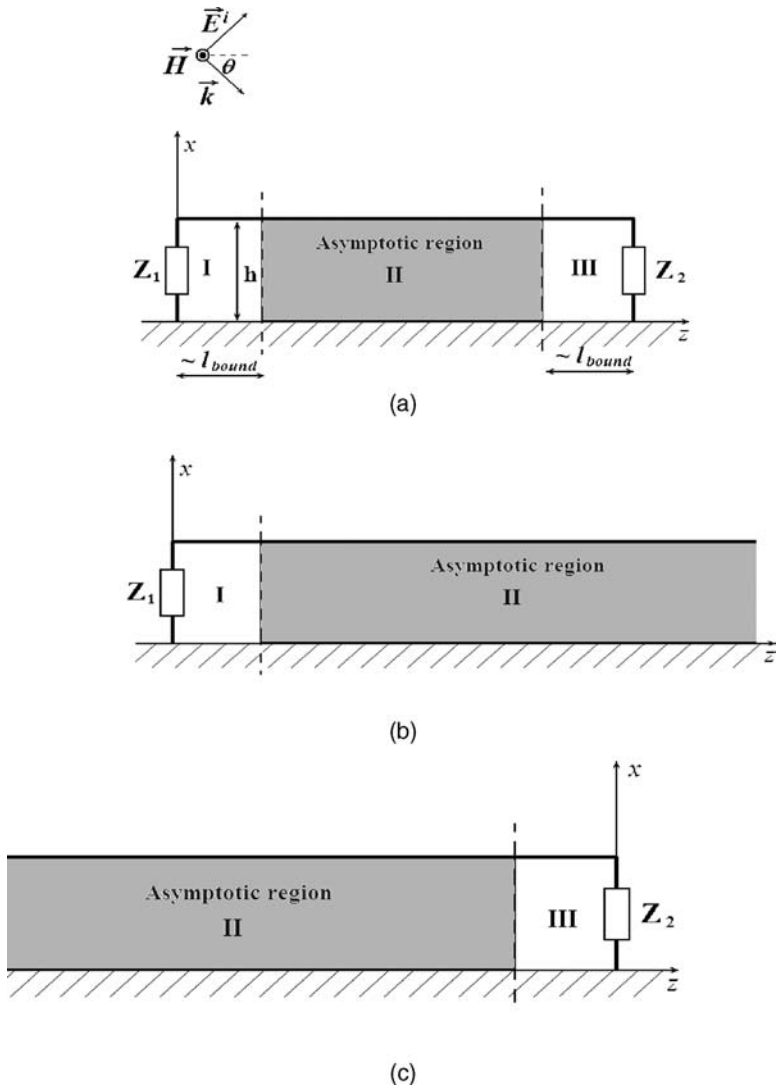 E^i
H θ
k
x
Asymptotic region
Z₁ I h II III Z₂
z
~ l_bound ~ l_bound
(a)
x
Asymptotic region
Z₁ I II
z
(b)
x
Asymptotic region
II III Z₂
z
(c)